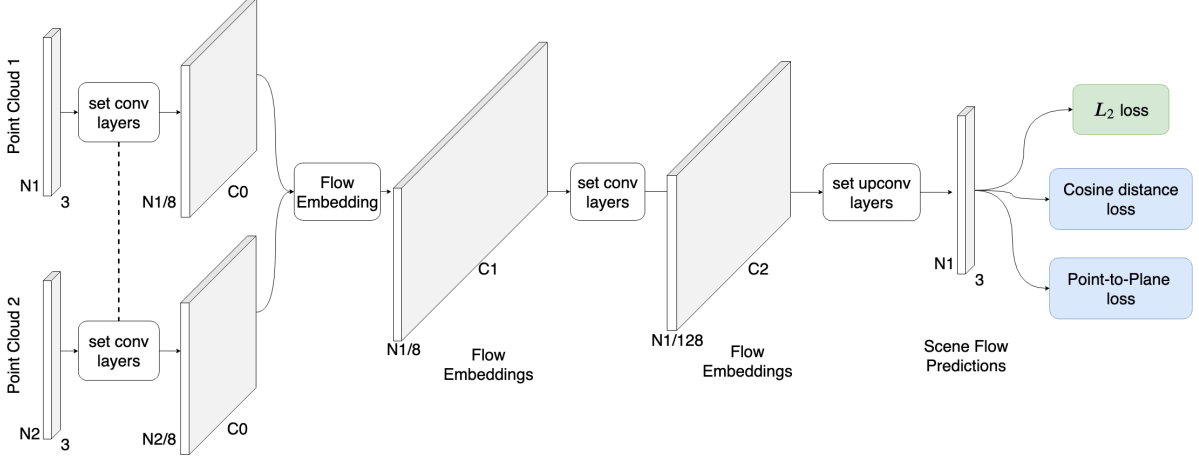 Point Cloud 1
N1
3
set conv
layers
N1/8
C0
Point Cloud 2
N2
3
set conv
layers
N2/8
C0
Flow
Embedding
N1/8
C1
Flow
Embeddings
set conv
layers
N1/128
C2
Flow
Embeddings
set upconv
layers
N1
3
Scene Flow
Predictions
L2 loss
Cosine distance
loss
Point-to-Plane
loss